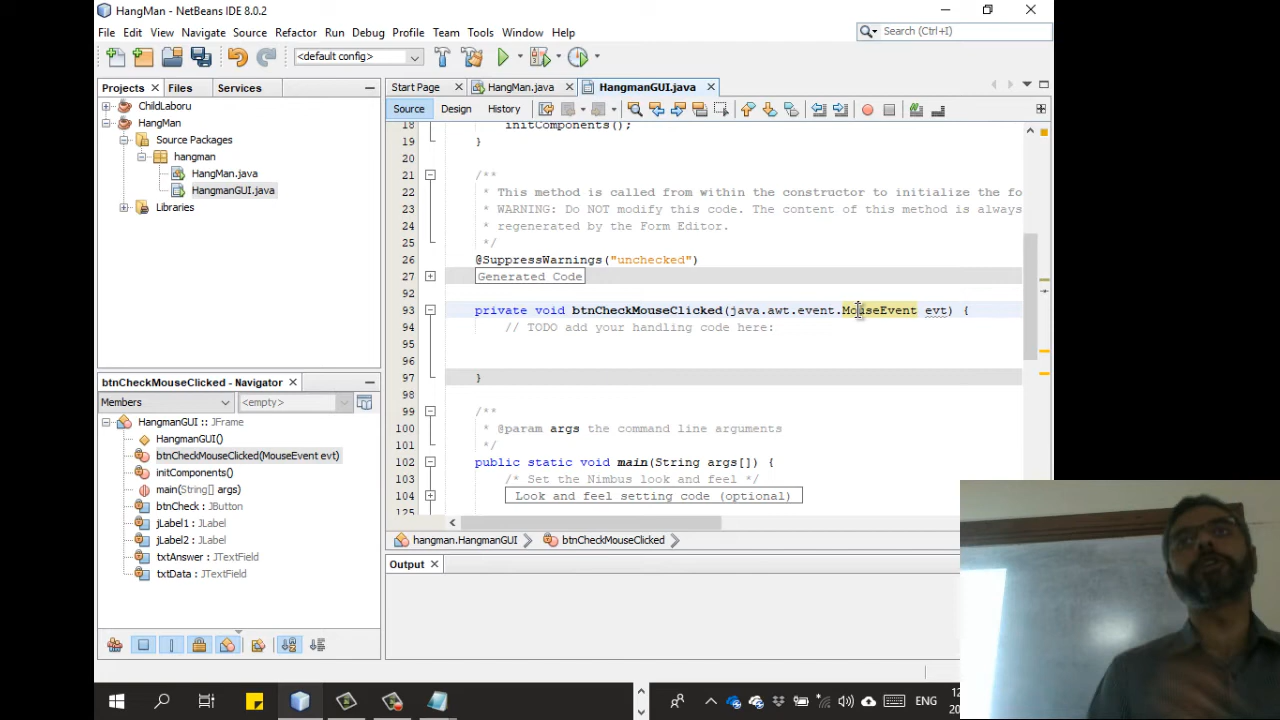 HangMan - NetBeans IDE 8.0.2
File Edit View Navigate Source Refactor Run Debug Profile Team Tools Window Help
Search (Ctrl+I)
<default config>
Projects Files Services
ChildLaboru
HangMan
Source Packages
hangman
HangMan.java
HangmanGUI.java
Libraries
Start Page HangMan.java HangmanGUI.java
Source Design History
18 initComponents();
19 }
20
21 /**
22 * This method is called from within the constructor to initialize the fo
23 * WARNING: Do NOT modify this code. The content of this method is always
24 * regenerated by the Form Editor.
25 */
26 @SuppressWarnings("unchecked")
27 Generated Code
92
93 private void btnCheckMouseClicked(java.awt.event.MouseEvent evt) {
94 // TODO add your handling code here:
95
96
97 }
98
99 /**
100 * @param args the command line arguments
101 */
102 public static void main(String args[]) {
103 /* Set the Nimbus look and feel */
104 Look and feel setting code (optional)
125
btnCheckMouseClicked - Navigator
Members <empty>
HangmanGUI :: JFrame
HangmanGUI()
btnCheckMouseClicked(MouseEvent evt)
initComponents()
main(String[] args)
btnCheck : JButton
jLabel1 : JLabel
jLabel2 : JLabel
txtAnswer : JTextField
txtData : JTextField
hangman.HangmanGUI btnCheckMouseClicked
Output
ENG